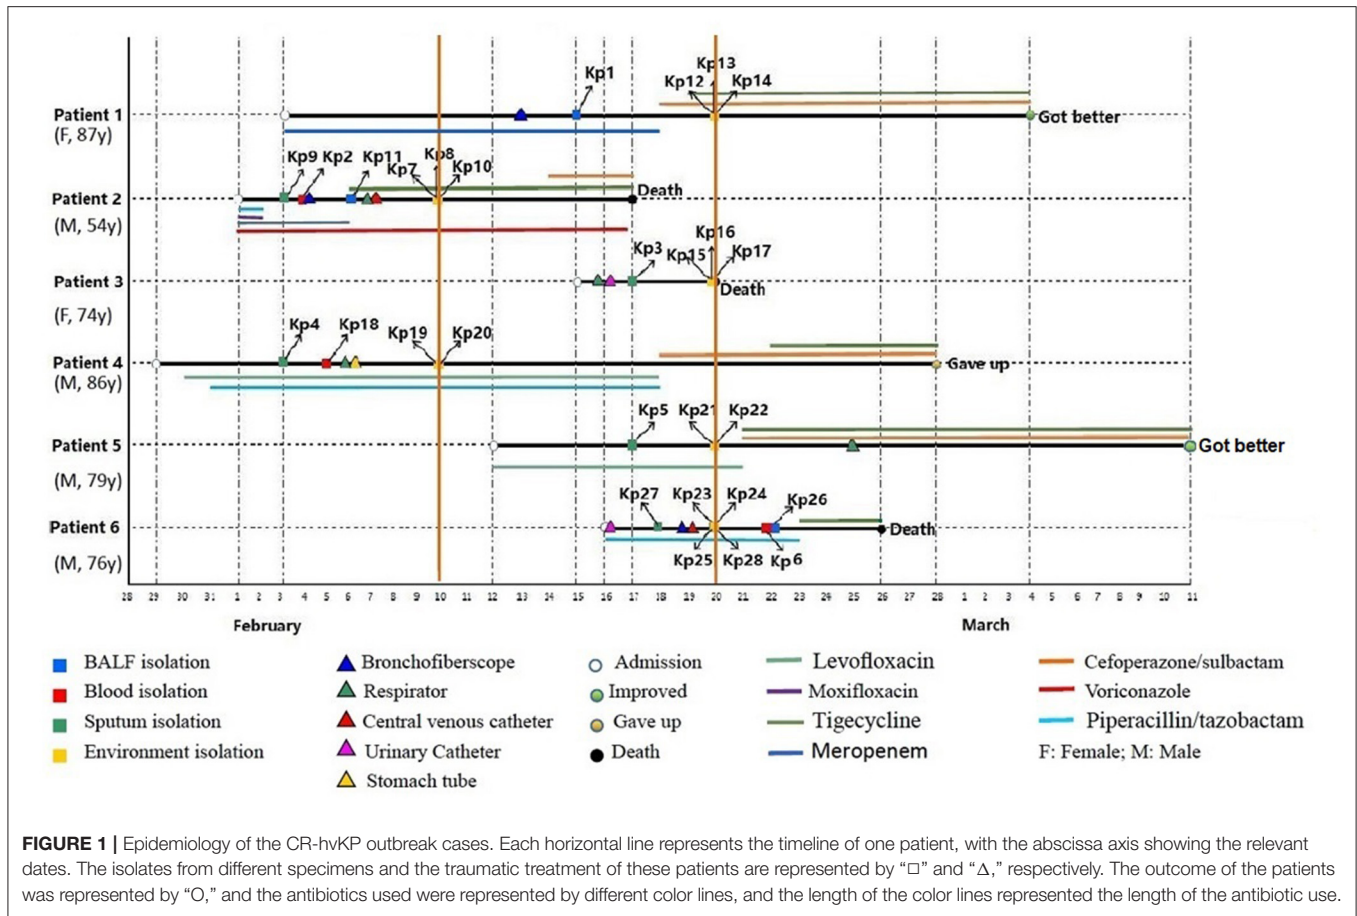 Kp13
Kp1
Kp12 Kp14
Patient 1
Got better
(F, 87y)
Kp9 Kp2 Kp11 Kp8
Kp7 Kp10
Death
Patient 2
(M, 54y)
Kp16
Kp3 Kp15 Kp17
Patient 3
Death
(F, 74y)
Kp4 Kp18 Kp19 Kp20
Patient 4
Gave up
(M, 86y)
Kp5 Kp21 Kp22
Patient 5
Got better
(M, 79y)
Kp27 Kp23 Kp24 Kp26
Patient 6
Death
(M, 76y)
Kp25 Kp28 Kp6
28 29 30 31 1 2 3 4 5 6 7 8 9 10 11 12 13 14 15 16 17 18 19 20 21 22 23 24 25 26 27 28 1 2 3 4 5 6 7 8 9 10 11
February March
BALF isolation Bronchofiberscope Admission Levofloxacin Cefoperazone/sulbactam
Blood isolation Respirator Improved Moxifloxacin Voriconazole
Sputum isolation Central venous catheter Gave up Tigecycline Piperacillin/tazobactam
Environment isolation Urinary Catheter Death Meropenem F: Female; M: Male
Stomach tube
FIGURE 1 | Epidemiology of the CR-hvKP outbreak cases. Each horizontal line represents the timeline of one patient, with the abscissa axis showing the relevant
dates. The isolates from different specimens and the traumatic treatment of these patients are represented by “□” and “Δ,” respectively. The outcome of the patients
was represented by “O,” and the antibiotics used were represented by different color lines, and the length of the color lines represented the length of the antibiotic use.